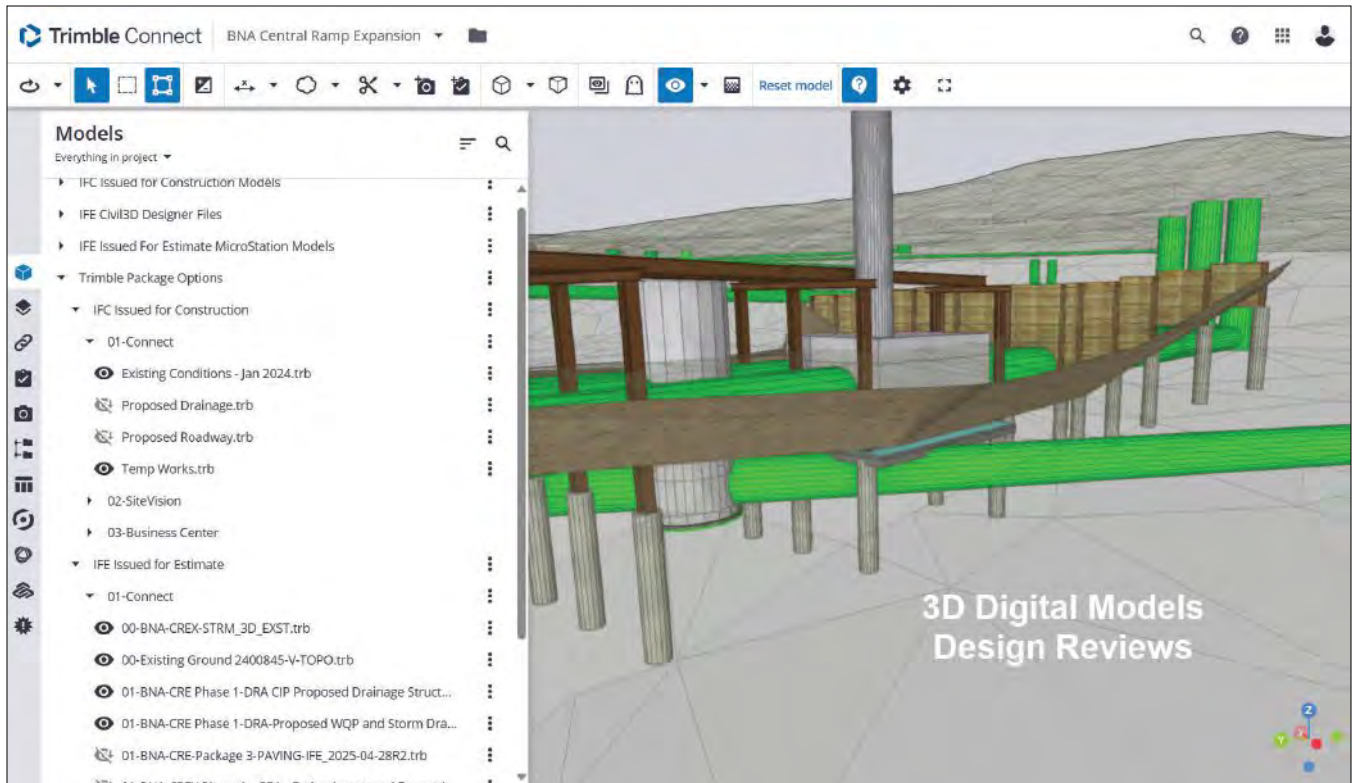 Trimble Connect BNA Central Ramp Expansion
Reset model
Models
Everything in project
IFC Issued for Construction Models
IFE Civil3D Designer Files
IFE Issued For Estimate MicroStation Models
Trimble Package Options
IFC Issued for Construction
01-Connect
Existing Conditions - Jan 2024.trb
Proposed Drainage.trb
Proposed Roadway.trb
Temp Works.trb
02-SiteVision
03-Business Center
IFE Issued for Estimate
01-Connect
00-BNA-CREX-STRM_3D_EXST.trb
00-Existing Ground 2400845-V-TOPO.trb
01-BNA-CRE Phase 1-DRA CIP Proposed Drainage Struct...
01-BNA-CRE Phase 1-DRA-Proposed WQP and Storm Dra...
01-BNA-CRE-Package 3-PAVING-IFE_2025-04-28R2.trb
3D Digital Models
Design Reviews
Z
Y
X